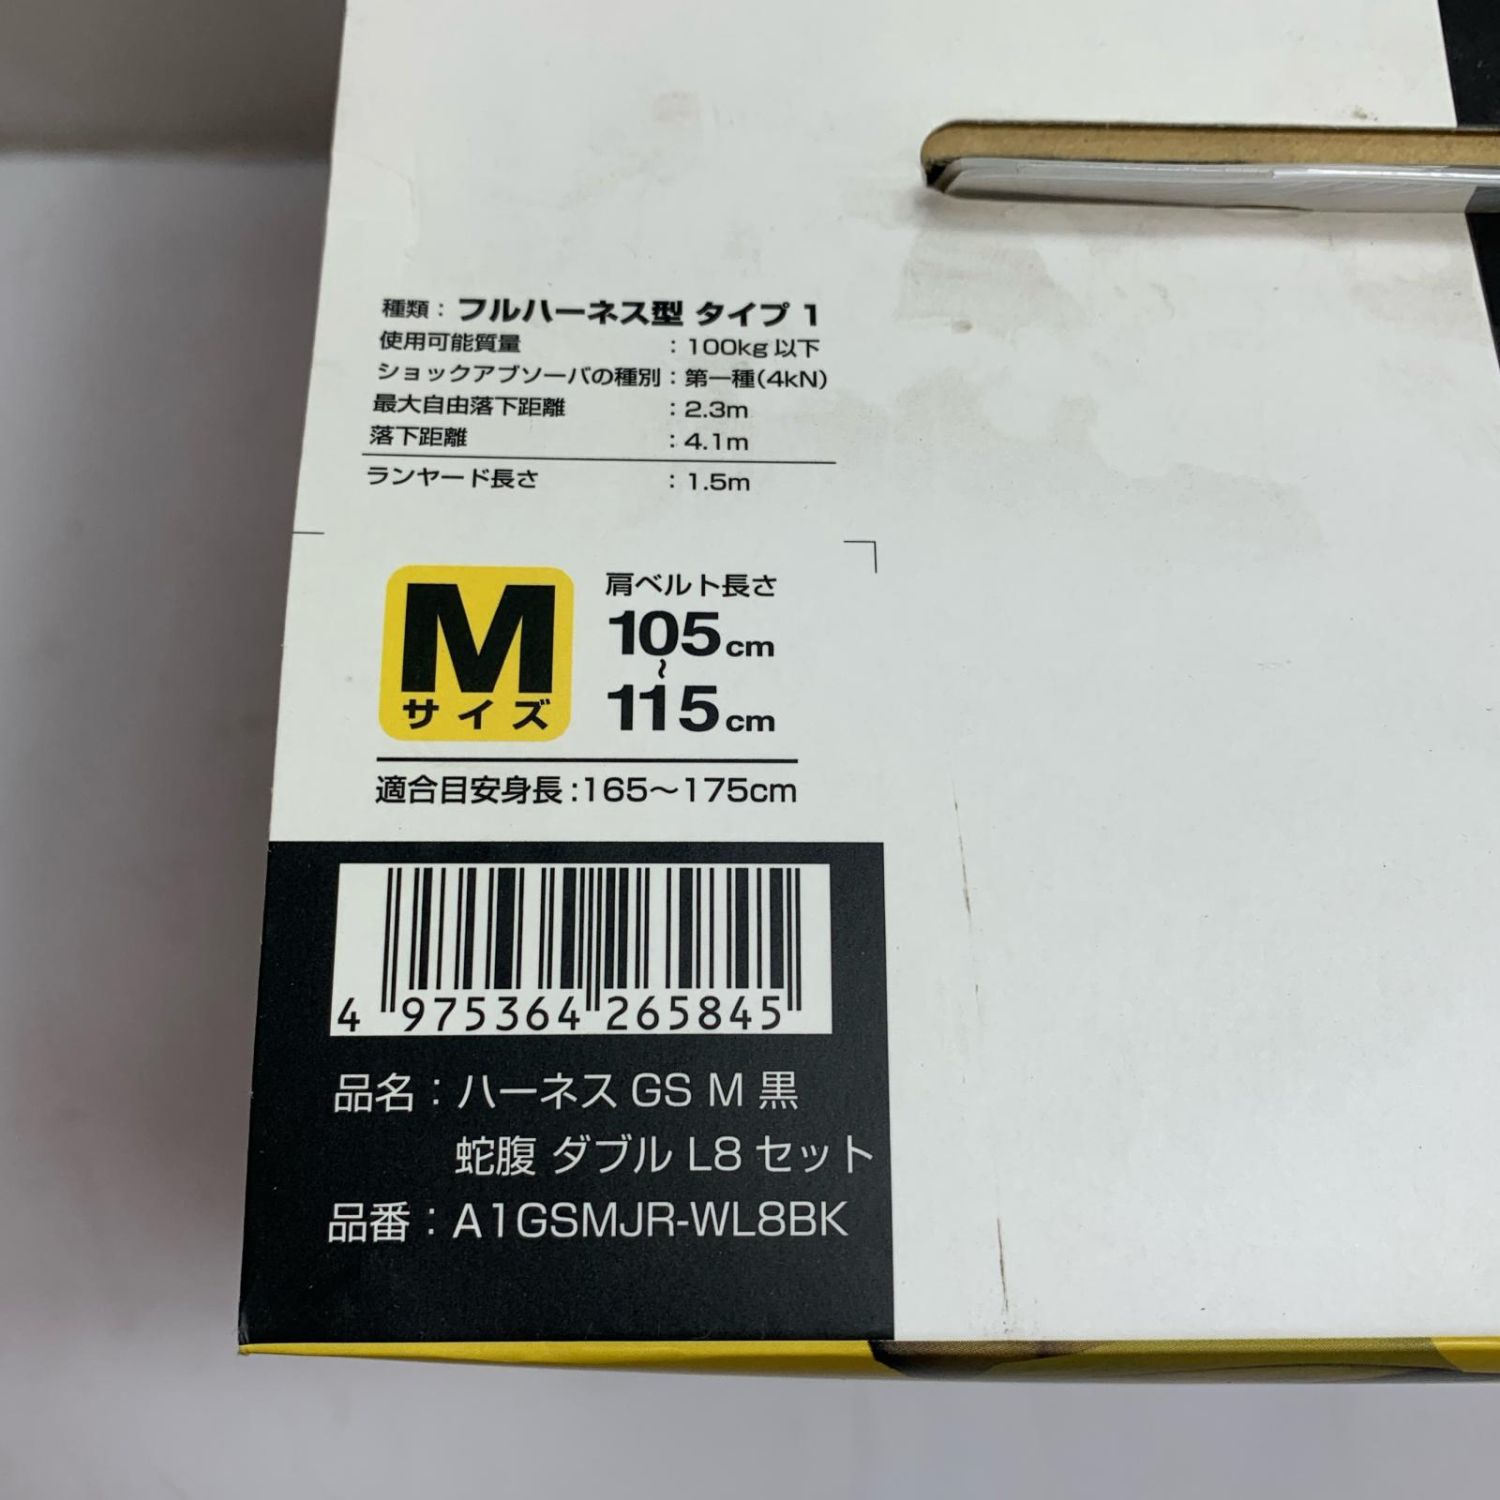 種類：フルハーネス型 タイプ 1
使用可能質量 ：100kg 以下
ショックアブソーバの種別：第一種(4kN)
最大自由落下距離 ：2.3m
落下距離 ：4.1m
ランヤード長さ ：1.5m
M
サイズ
肩ベルト長さ
105cm
～
115cm
適合目安身長：165～175cm
4 975364 265845
品名：ハーネス GS M 黒
蛇腹 ダブル L8 セット
品番：A1GSMJR-WL8BK